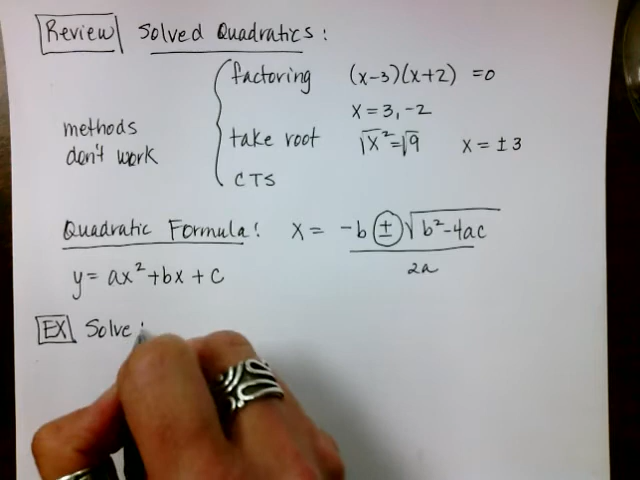 Review Solved Quadratics:
factoring (x-3)(x+2) =0
x = 3, -2
methods don't work
take root √x² = √9 x = ± 3
CTS
Quadratic Formula: x = -b ± √b²-4ac
2a
y = ax² + bx + c
EX Solve: